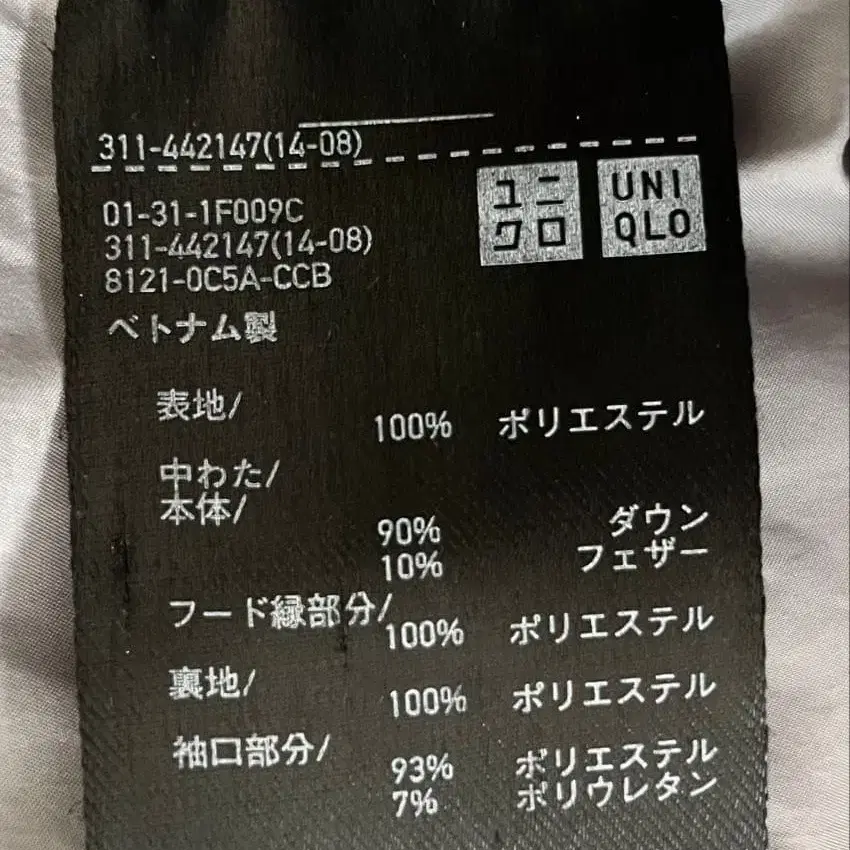 311-442147(14-08)
ユニ
クロ
UNI
QLO
01-31-1F009C
311-442147(14-08)
8121-0C5A-CCB
ベトナム製
表地/
100% ポリエステル
中わた/
本体/
90% ダウン
10% フェザー
フード縁部分/
100% ポリエステル
裏地/
100% ポリエステル
袖口部分/
93% ポリエステル
7% ポリウレタン